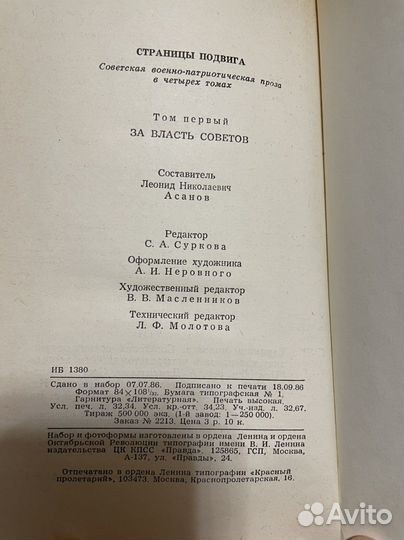 СТРАНИЦЫ ПОДВИГА
Советская военно-патриотическая проза
в четырех томах
Том первый
ЗА ВЛАСТЬ СОВЕТОВ
Составитель
Леонид Николаевич
Асанов
Редактор
С. А. Суркова
Оформление художника
А. И. Неровного
Художественный редактор
В. В. Масленников
Технический редактор
Л. Ф. Молотова
ИБ 1380
Сдано в набор 07.07.86. Подписано к печати 18.09.86
Формат 84×108¹/₃₂. Бумага типографская № 1.
Гарнитура «Литературная». Печать высокая.
Усл. печ. л. 32,34. Усл. кр.-отт. 34,23. Уч.-изд. л. 32,67.
Тираж 500 000 экз. (1-й завод: 1—250 000).
Заказ № 2213. Цена 3 р. 10 к.
Набор и фотоформы изготовлены в ордена Ленина и ордена
Октябрьской Революции типографии имени В. И. Ленина
издательства ЦК КПСС «Правда», 125865, ГСП, Москва,
А-137, ул. «Правды», 24.
Отпечатано в ордена Ленина типографии «Красный
пролетарий», 103473. Москва, Краснопролетарская, 16.
Avito